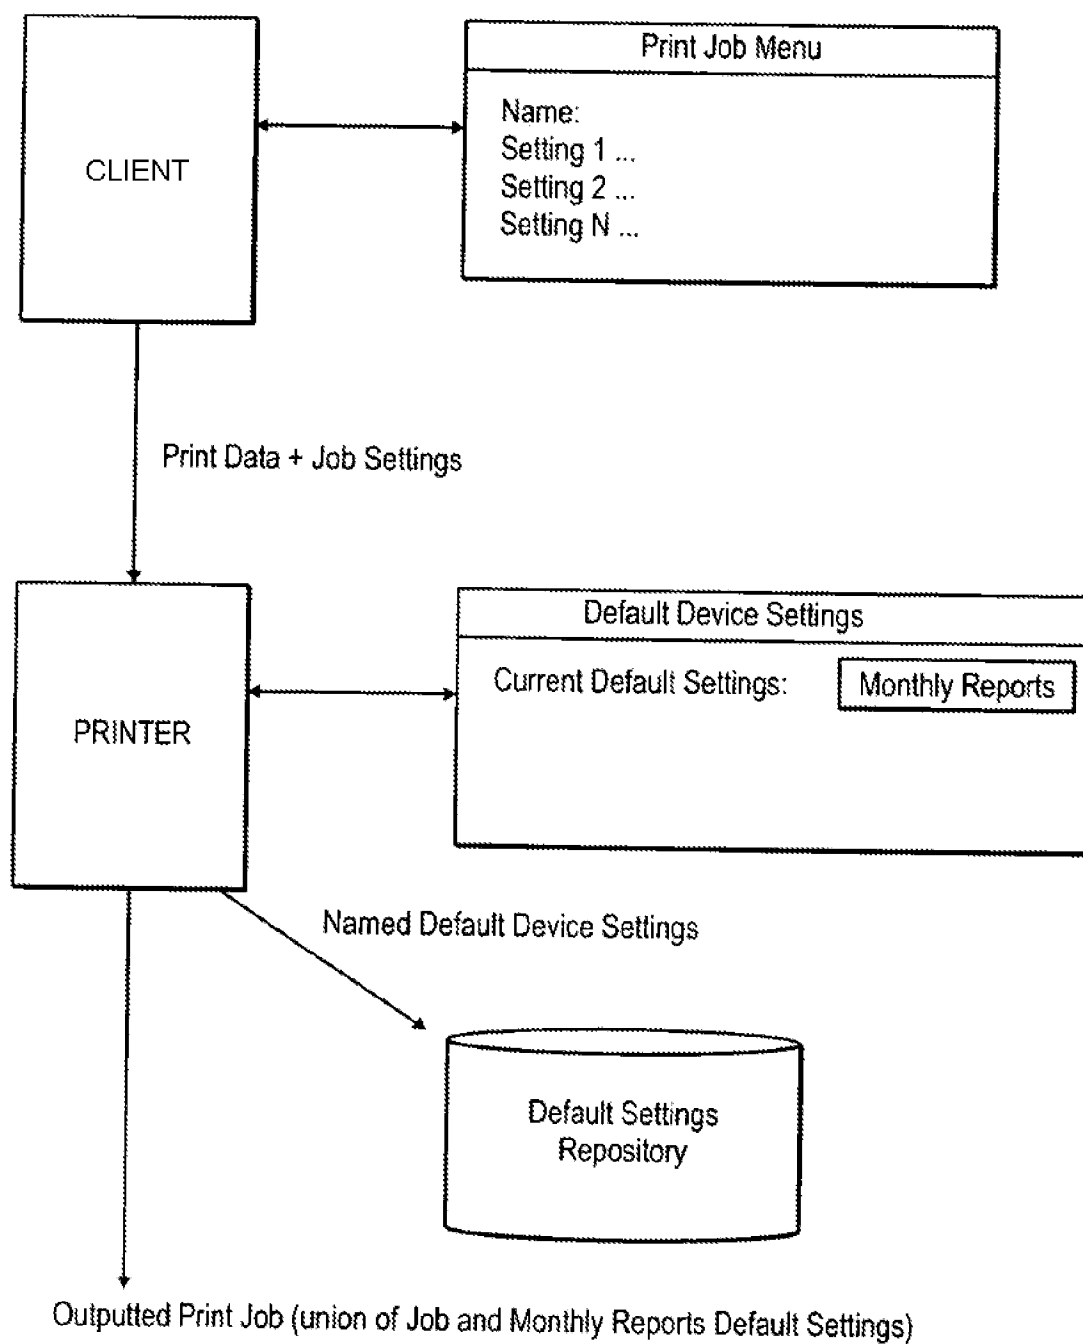 Print Job Menu
Name:
Setting 1 ...
Setting 2 ...
Setting N ...
CLIENT
Print Data + Job Settings
Default Device Settings
Current Default Settings:
Monthly Reports
PRINTER
Named Default Device Settings
Default Settings
Repository
Outputted Print Job (union of Job and Monthly Reports Default Settings)